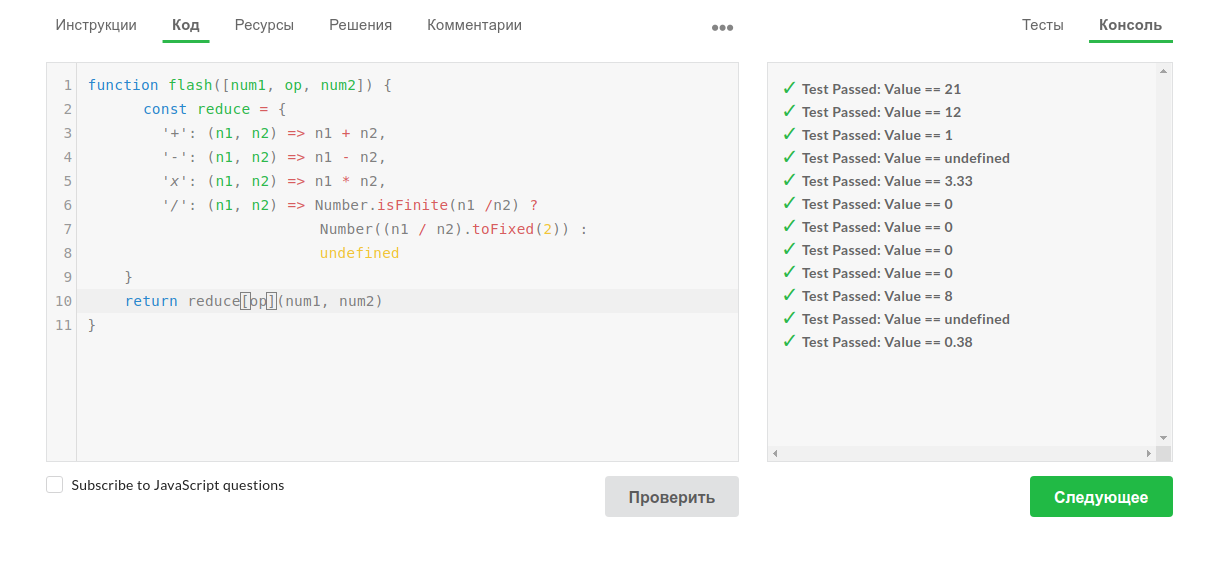 Инструкции Код Ресурсы Решения Комментарии ••• Тесты Консоль
1 function flash([num1, op, num2]) {
2 const reduce = {
3 '+': (n1, n2) => n1 + n2,
4 '-': (n1, n2) => n1 - n2,
5 'x': (n1, n2) => n1 * n2,
6 '/': (n1, n2) => Number.isFinite(n1 /n2) ?
7 Number((n1 / n2).toFixed(2)) :
8 undefined
9 }
10 return reduce[op](num1, num2)
11 }
✓ Test Passed: Value == 21
✓ Test Passed: Value == 12
✓ Test Passed: Value == 1
✓ Test Passed: Value == undefined
✓ Test Passed: Value == 3.33
✓ Test Passed: Value == 0
✓ Test Passed: Value == 0
✓ Test Passed: Value == 0
✓ Test Passed: Value == 0
✓ Test Passed: Value == 8
✓ Test Passed: Value == undefined
✓ Test Passed: Value == 0.38
Subscribe to JavaScript questions
Проверить
Следующее